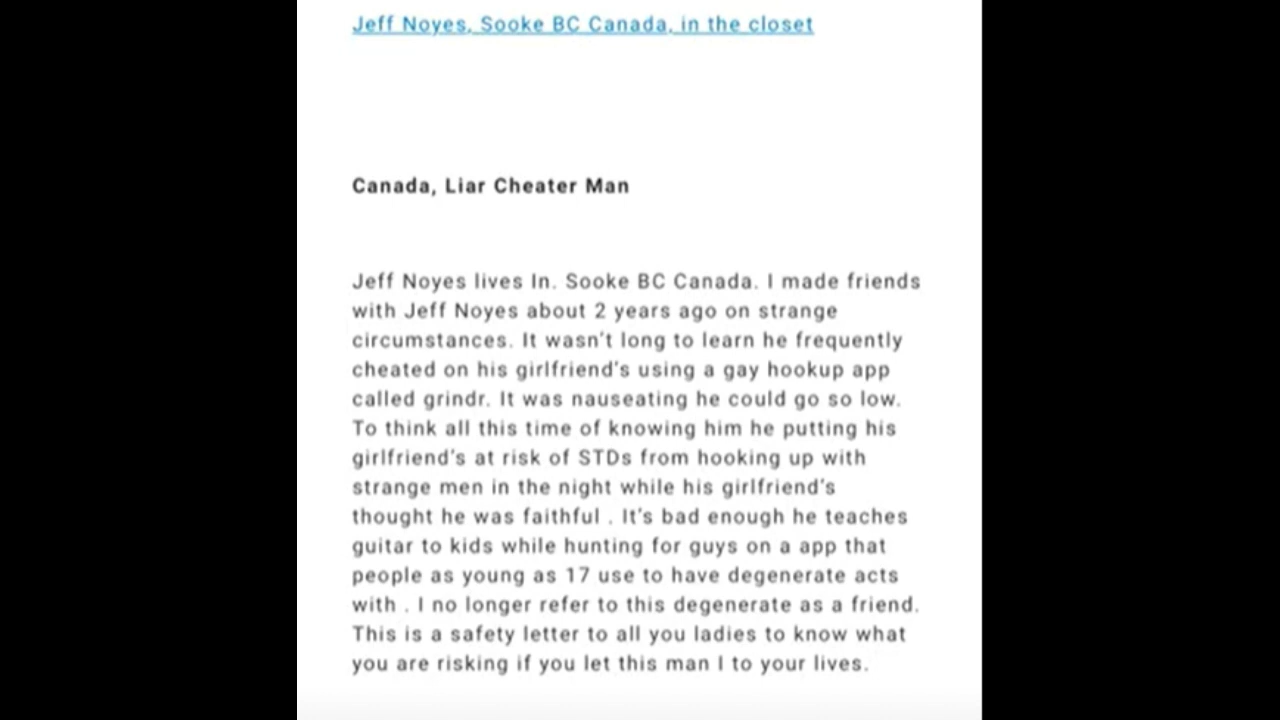 Jeff Noyes, Sooke BC Canada, in the closet
Canada, Liar Cheater Man
Jeff Noyes lives In. Sooke BC Canada. I made friends
with Jeff Noyes about 2 years ago on strange
circumstances. It wasn't long to learn he frequently
cheated on his girlfriend's using a gay hookup app
called grindr. It was nauseating he could go so low.
To think all this time of knowing him he putting his
girlfriend's at risk of STDs from hooking up with
strange men in the night while his girlfriend's
thought he was faithful . It's bad enough he teaches
guitar to kids while hunting for guys on a app that
people as young as 17 use to have degenerate acts
with . I no longer refer to this degenerate as a friend.
This is a safety letter to all you ladies to know what
you are risking if you let this man I to your lives.